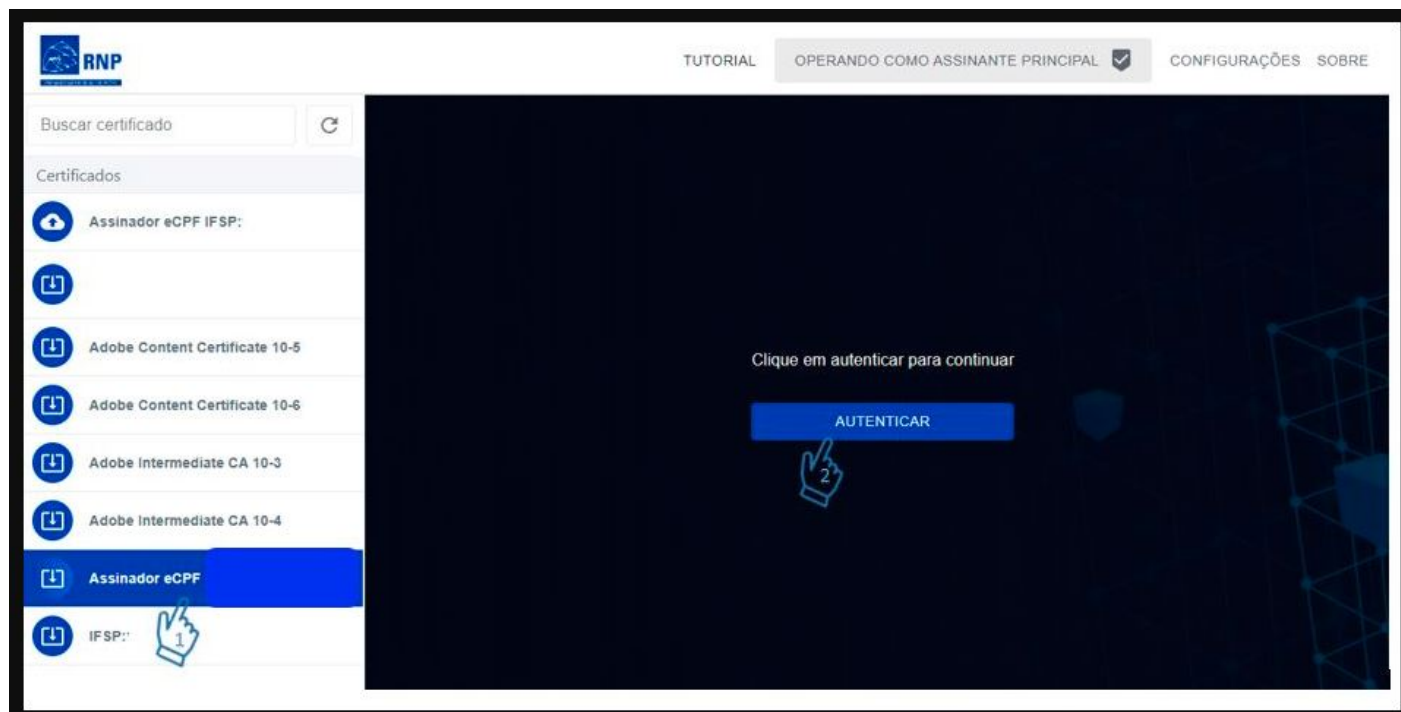 RNP
TUTORIAL OPERANDO COMO ASSINANTE PRINCIPAL CONFIGURAÇÕES SOBRE
Buscar certificado
Certificados
Assinador eCPF IFSP:
Adobe Content Certificate 10-5
Adobe Content Certificate 10-6
Adobe Intermediate CA 10-3
Adobe Intermediate CA 10-4
Assinador eCPF
1
IFSP:
Clique em autenticar para continuar
AUTENTICAR
2